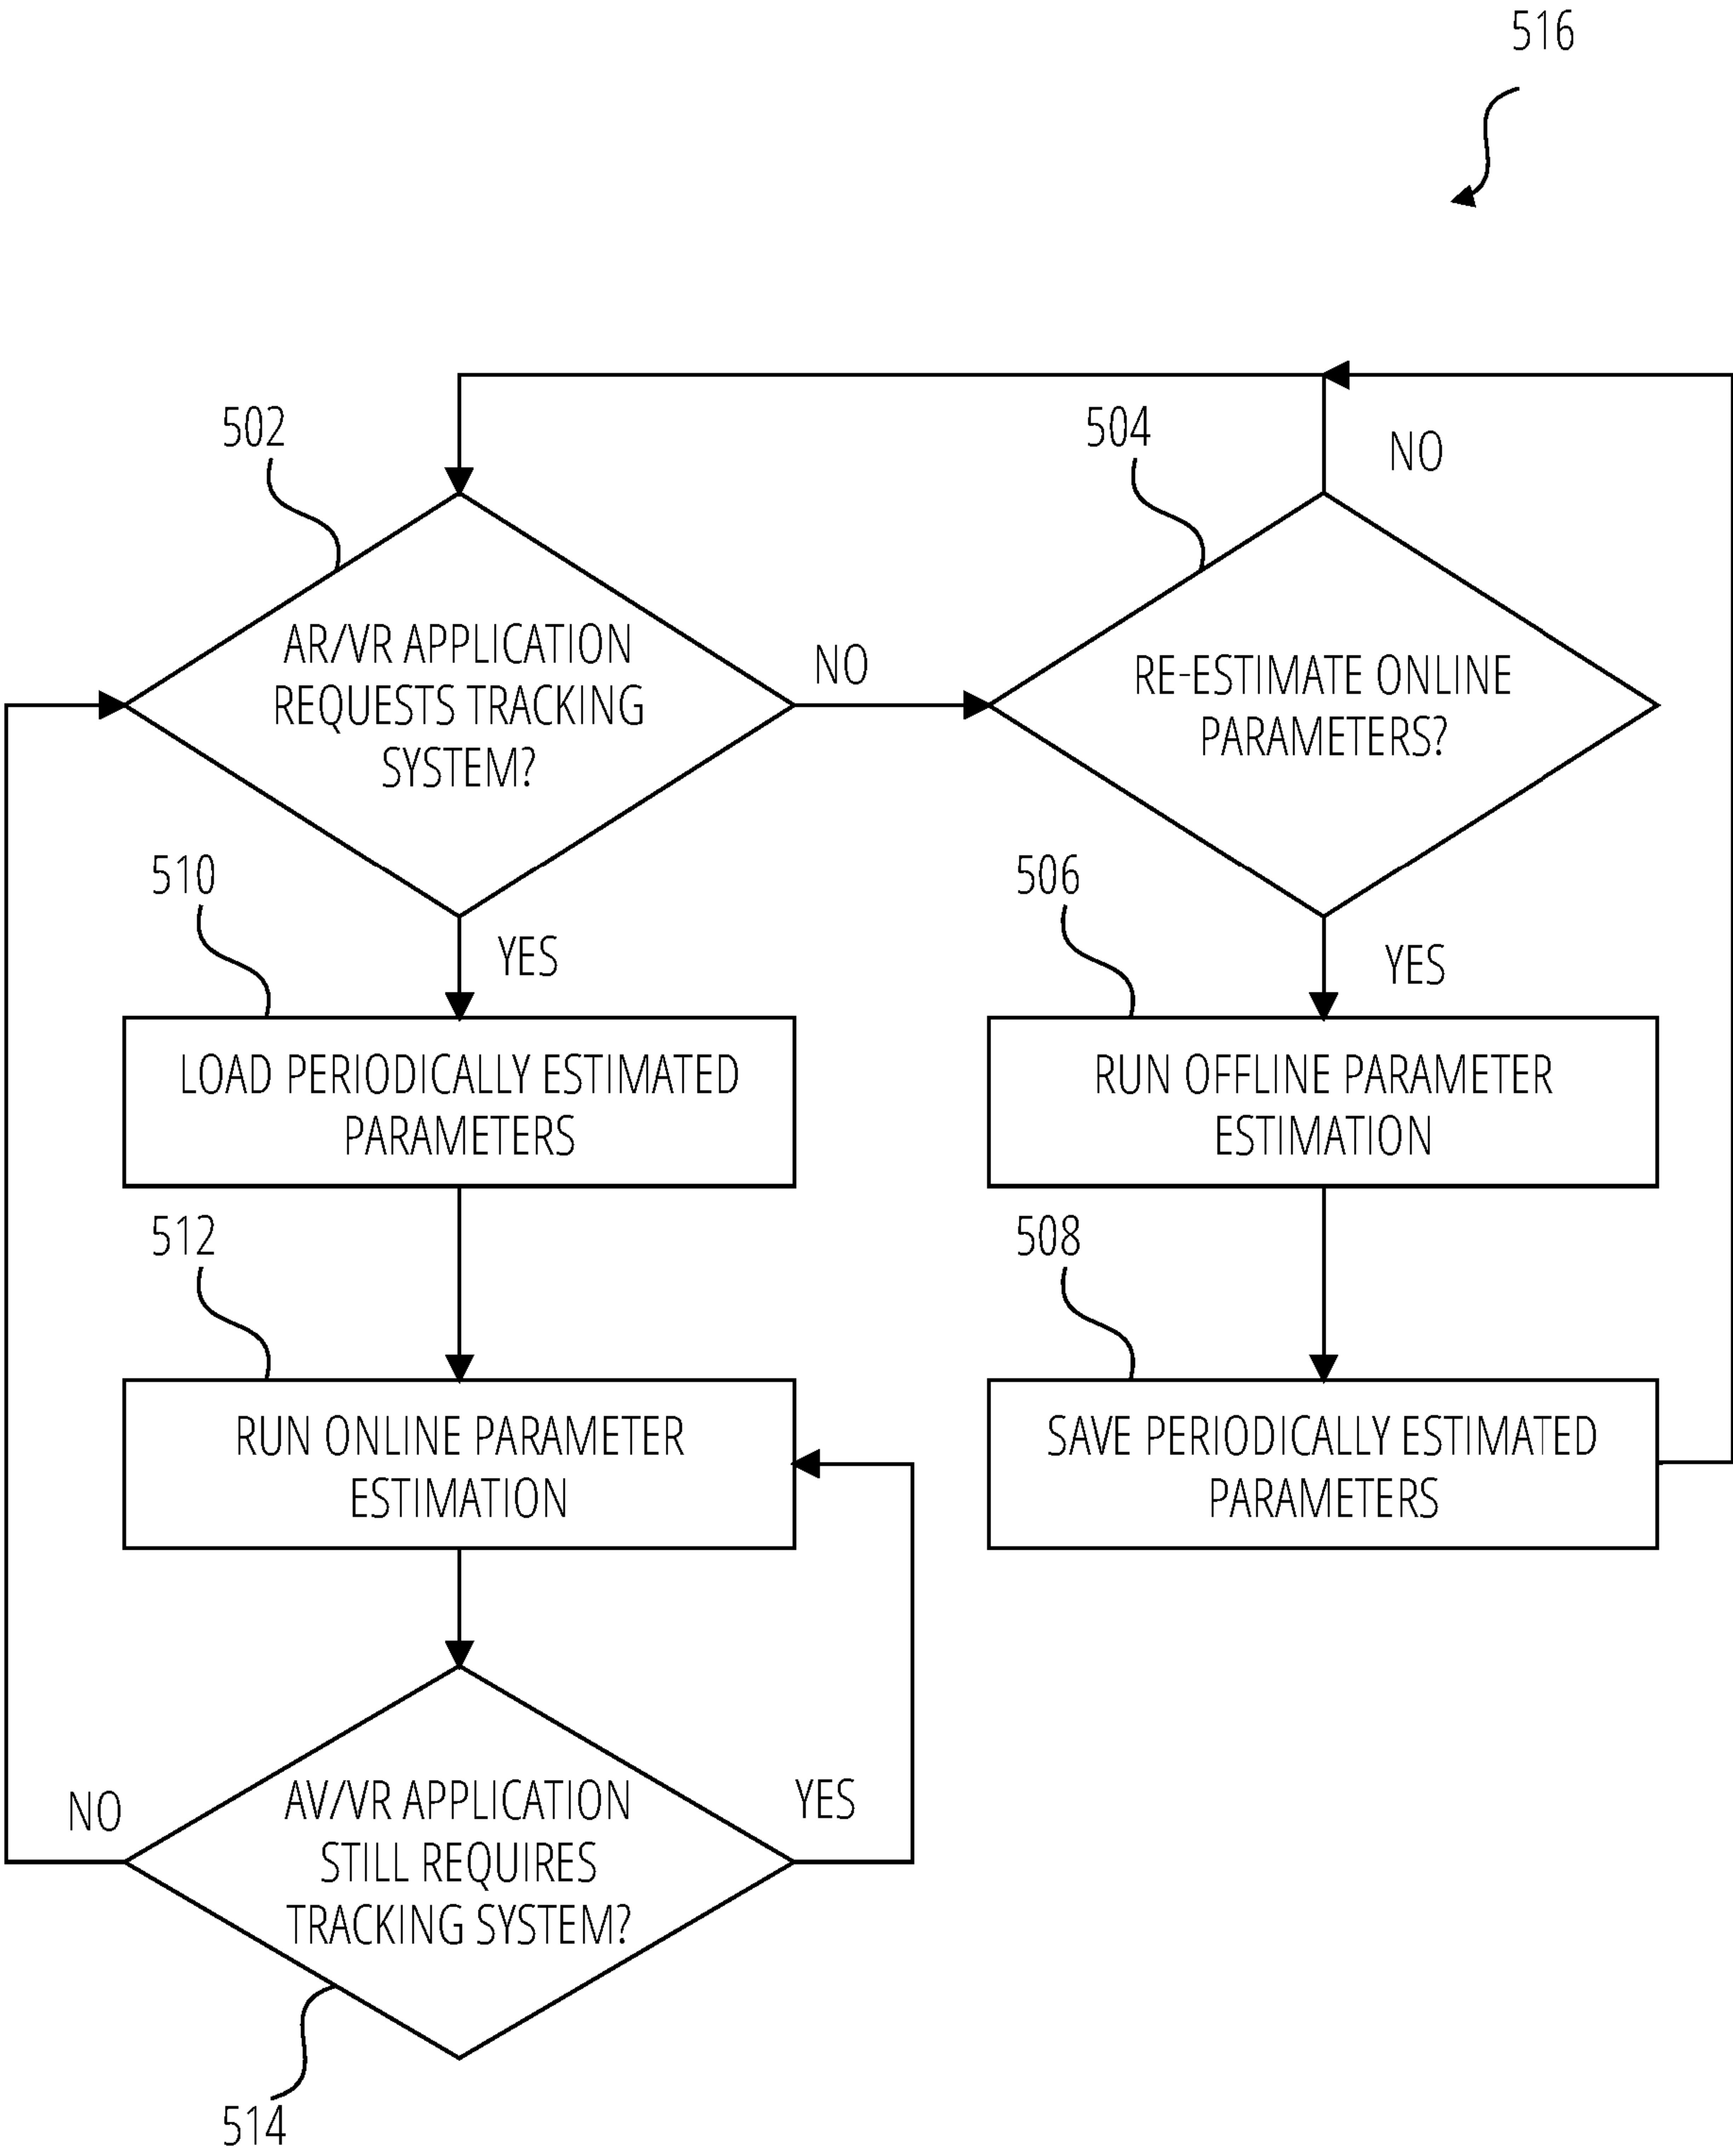 516
502
504
NO
AR/VR APPLICATION
REQUESTS TRACKING
SYSTEM?
NO
RE-ESTIMATE ONLINE
PARAMETERS?
510
506
YES
YES
LOAD PERIODICALLY ESTIMATED
PARAMETERS
RUN OFFLINE PARAMETER
ESTIMATION
512
508
RUN ONLINE PARAMETER
ESTIMATION
SAVE PERIODICALLY ESTIMATED
PARAMETERS
NO
AV/VR APPLICATION
STILL REQUIRES
TRACKING SYSTEM?
YES
514